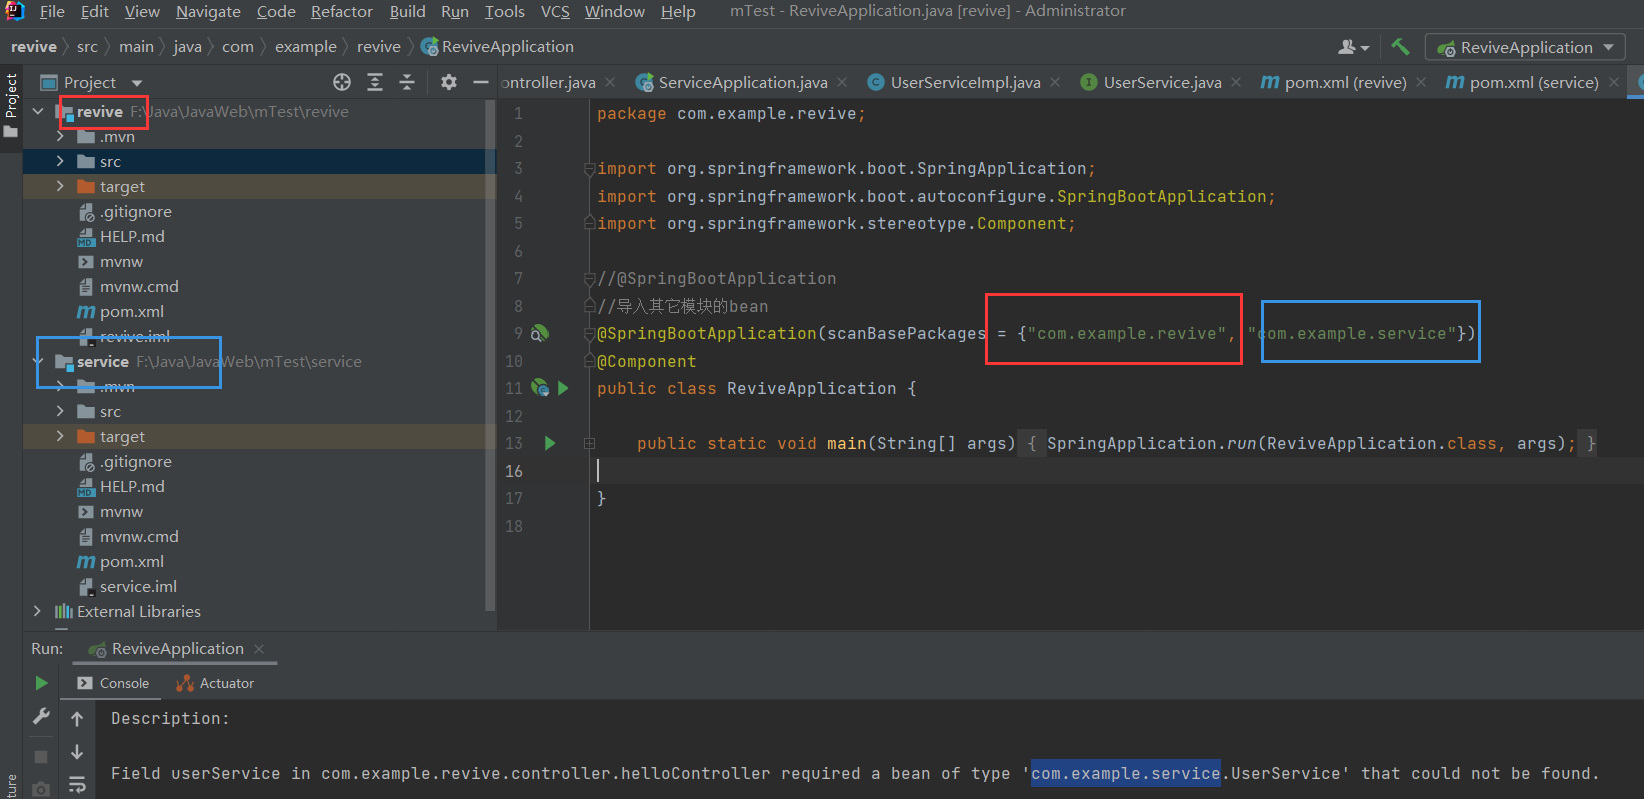 File Edit View Navigate Code Refactor Build Run Tools VCS Window Help mTest - ReviveApplication.java [revive] - Administrator
revive src main java com example revive ReviveApplication ReviveApplication
Project
Project
ontroller.java ServiceApplication.java UserServiceImpl.java UserService.java pom.xml (revive) pom.xml (service)
revive F:\Java\JavaWeb\mTest\revive
.mvn
src
target
.gitignore
HELP.md
mvnw
mvnw.cmd
pom.xml
revive.iml
service F:\Java\JavaWeb\mTest\service
.mvn
src
target
.gitignore
HELP.md
mvnw
mvnw.cmd
pom.xml
service.iml
External Libraries
1 package com.example.revive;
2
3 import org.springframework.boot.SpringApplication;
4 import org.springframework.boot.autoconfigure.SpringBootApplication;
5 import org.springframework.stereotype.Component;
6
7 //@SpringBootApplication
8 //导入其它模块的bean
9 @SpringBootApplication(scanBasePackages = {"com.example.revive", "com.example.service"})
10 @Component
11 public class ReviveApplication {
12
13 public static void main(String[] args) { SpringApplication.run(ReviveApplication.class, args); }
16
17 }
18
Run: ReviveApplication
Console Actuator
Description:
Field userService in com.example.revive.controller.helloController required a bean of type 'com.example.service.UserService' that could not be found.
ture